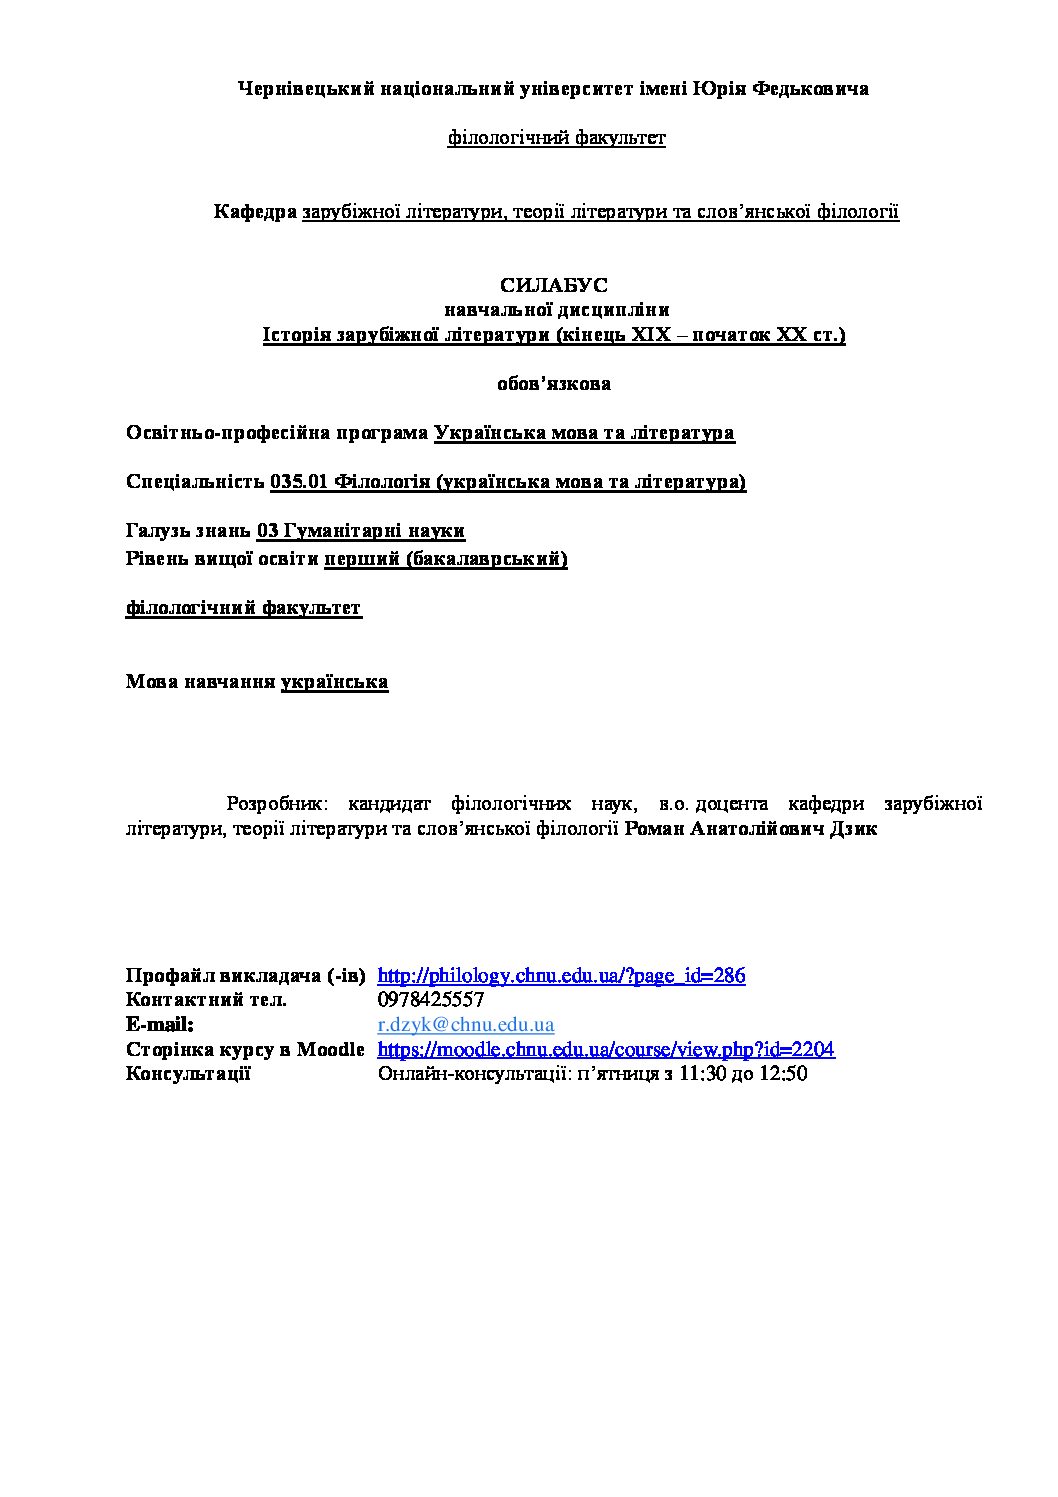 Чернівецький національний університет імені Юрія Федьковича
філологічний факультет
Кафедра зарубіжної літератури, теорії літератури та слов’янської філології
СИЛАБУС
навчальної дисципліни
Історія зарубіжної літератури (кінець ХІХ – початок ХХ ст.)
обов’язкова
Освітньо-професійна програма Українська мова та література
Спеціальність 035.01 Філологія (українська мова та література)
Галузь знань 03 Гуманітарні науки
Рівень вищої освіти перший (бакалаврський)
філологічний факультет
Мова навчання українська
Розробник: кандидат філологічних наук, в.о. доцента кафедри зарубіжної
літератури, теорії літератури та слов’янської філології Роман Анатолійович Дзик
Профайл викладача (-ів) http://philology.chnu.edu.ua/?page_id=286
Контактний тел. 0978425557
E-mail: r.dzyk@chnu.edu.ua
Сторінка курсу в Moodle https://moodle.chnu.edu.ua/course/view.php?id=2204
Консультації Онлайн-консультації: п’ятниця з 11:30 до 12:50